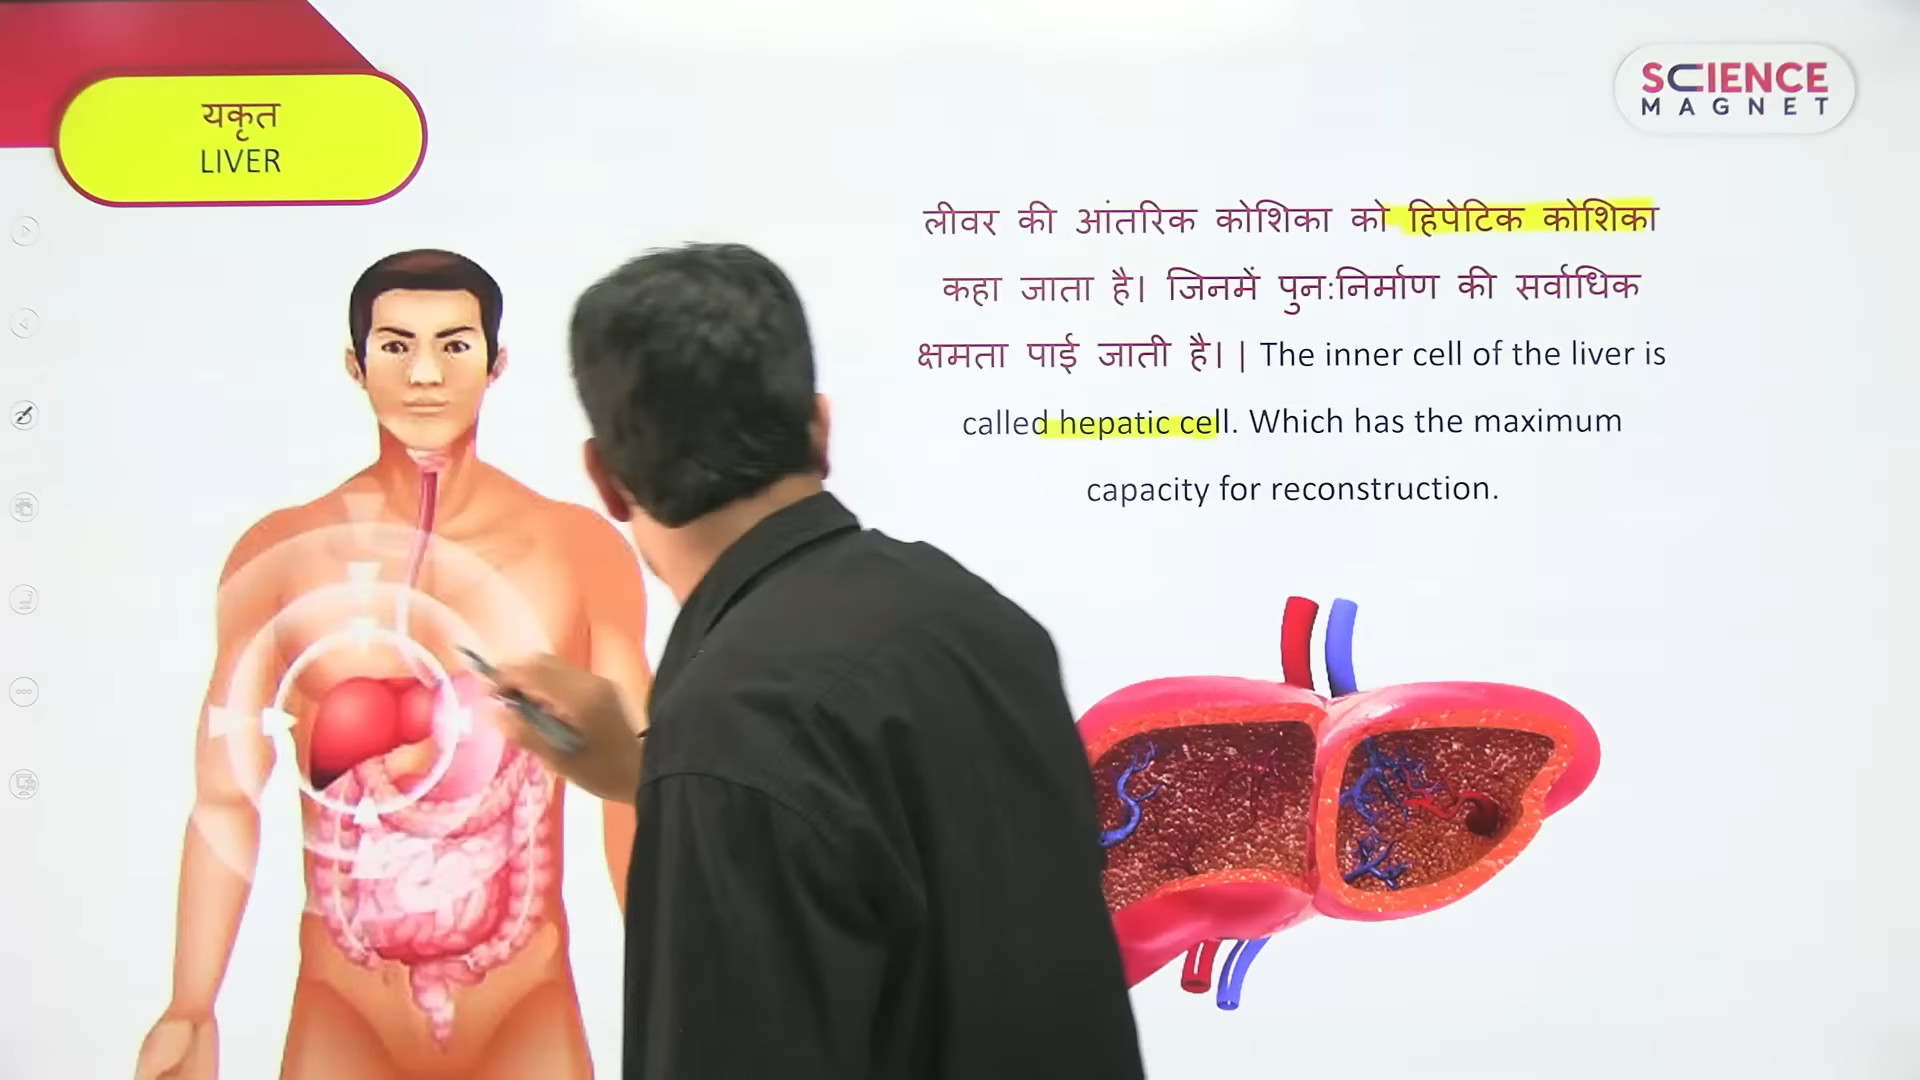 यकृत
LIVER
SCIENCE
MAGNET
लीवर की आंतरिक कोशिका को हिपेटिक कोशिका
कहा जाता है। जिनमें पुन:निर्माण की सर्वाधिक
क्षमता पाई जाती है। | The inner cell of the liver is
called hepatic cell. Which has the maximum
capacity for reconstruction.